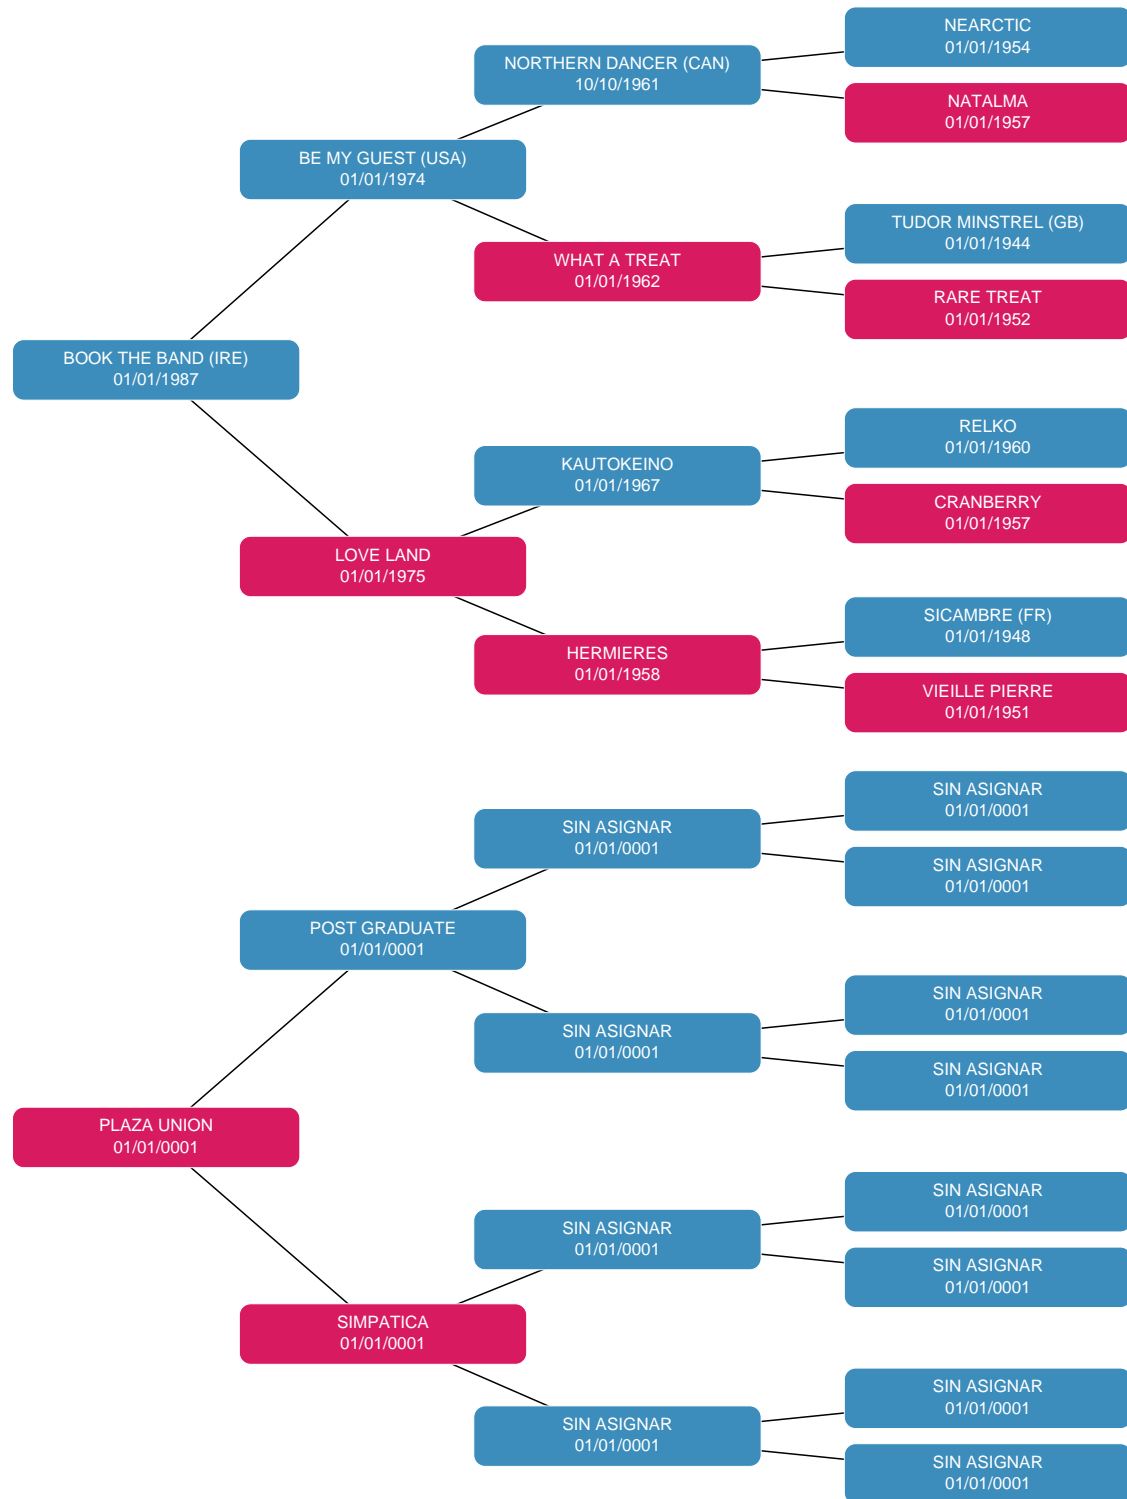 NEARCTIC
01/01/1954
NORTHERN DANCER (CAN)
10/10/1961
NATALMA
01/01/1957
BE MY GUEST (USA)
01/01/1974
TUDOR MINSTREL (GB)
01/01/1944
WHAT A TREAT
01/01/1962
RARE TREAT
01/01/1952
BOOK THE BAND (IRE)
01/01/1987
RELKO
01/01/1960
KAUTOKEINO
01/01/1967
CRANBERRY
01/01/1957
LOVE LAND
01/01/1975
SICAMBRE (FR)
01/01/1948
HERMIERES
01/01/1958
VIEILLE PIERRE
01/01/1951
SIN ASIGNAR
01/01/0001
SIN ASIGNAR
01/01/0001
SIN ASIGNAR
01/01/0001
POST GRADUATE
01/01/0001
SIN ASIGNAR
01/01/0001
SIN ASIGNAR
01/01/0001
SIN ASIGNAR
01/01/0001
PLAZA UNION
01/01/0001
SIN ASIGNAR
01/01/0001
SIN ASIGNAR
01/01/0001
SIN ASIGNAR
01/01/0001
SIMPATICA
01/01/0001
SIN ASIGNAR
01/01/0001
SIN ASIGNAR
01/01/0001
SIN ASIGNAR
01/01/0001